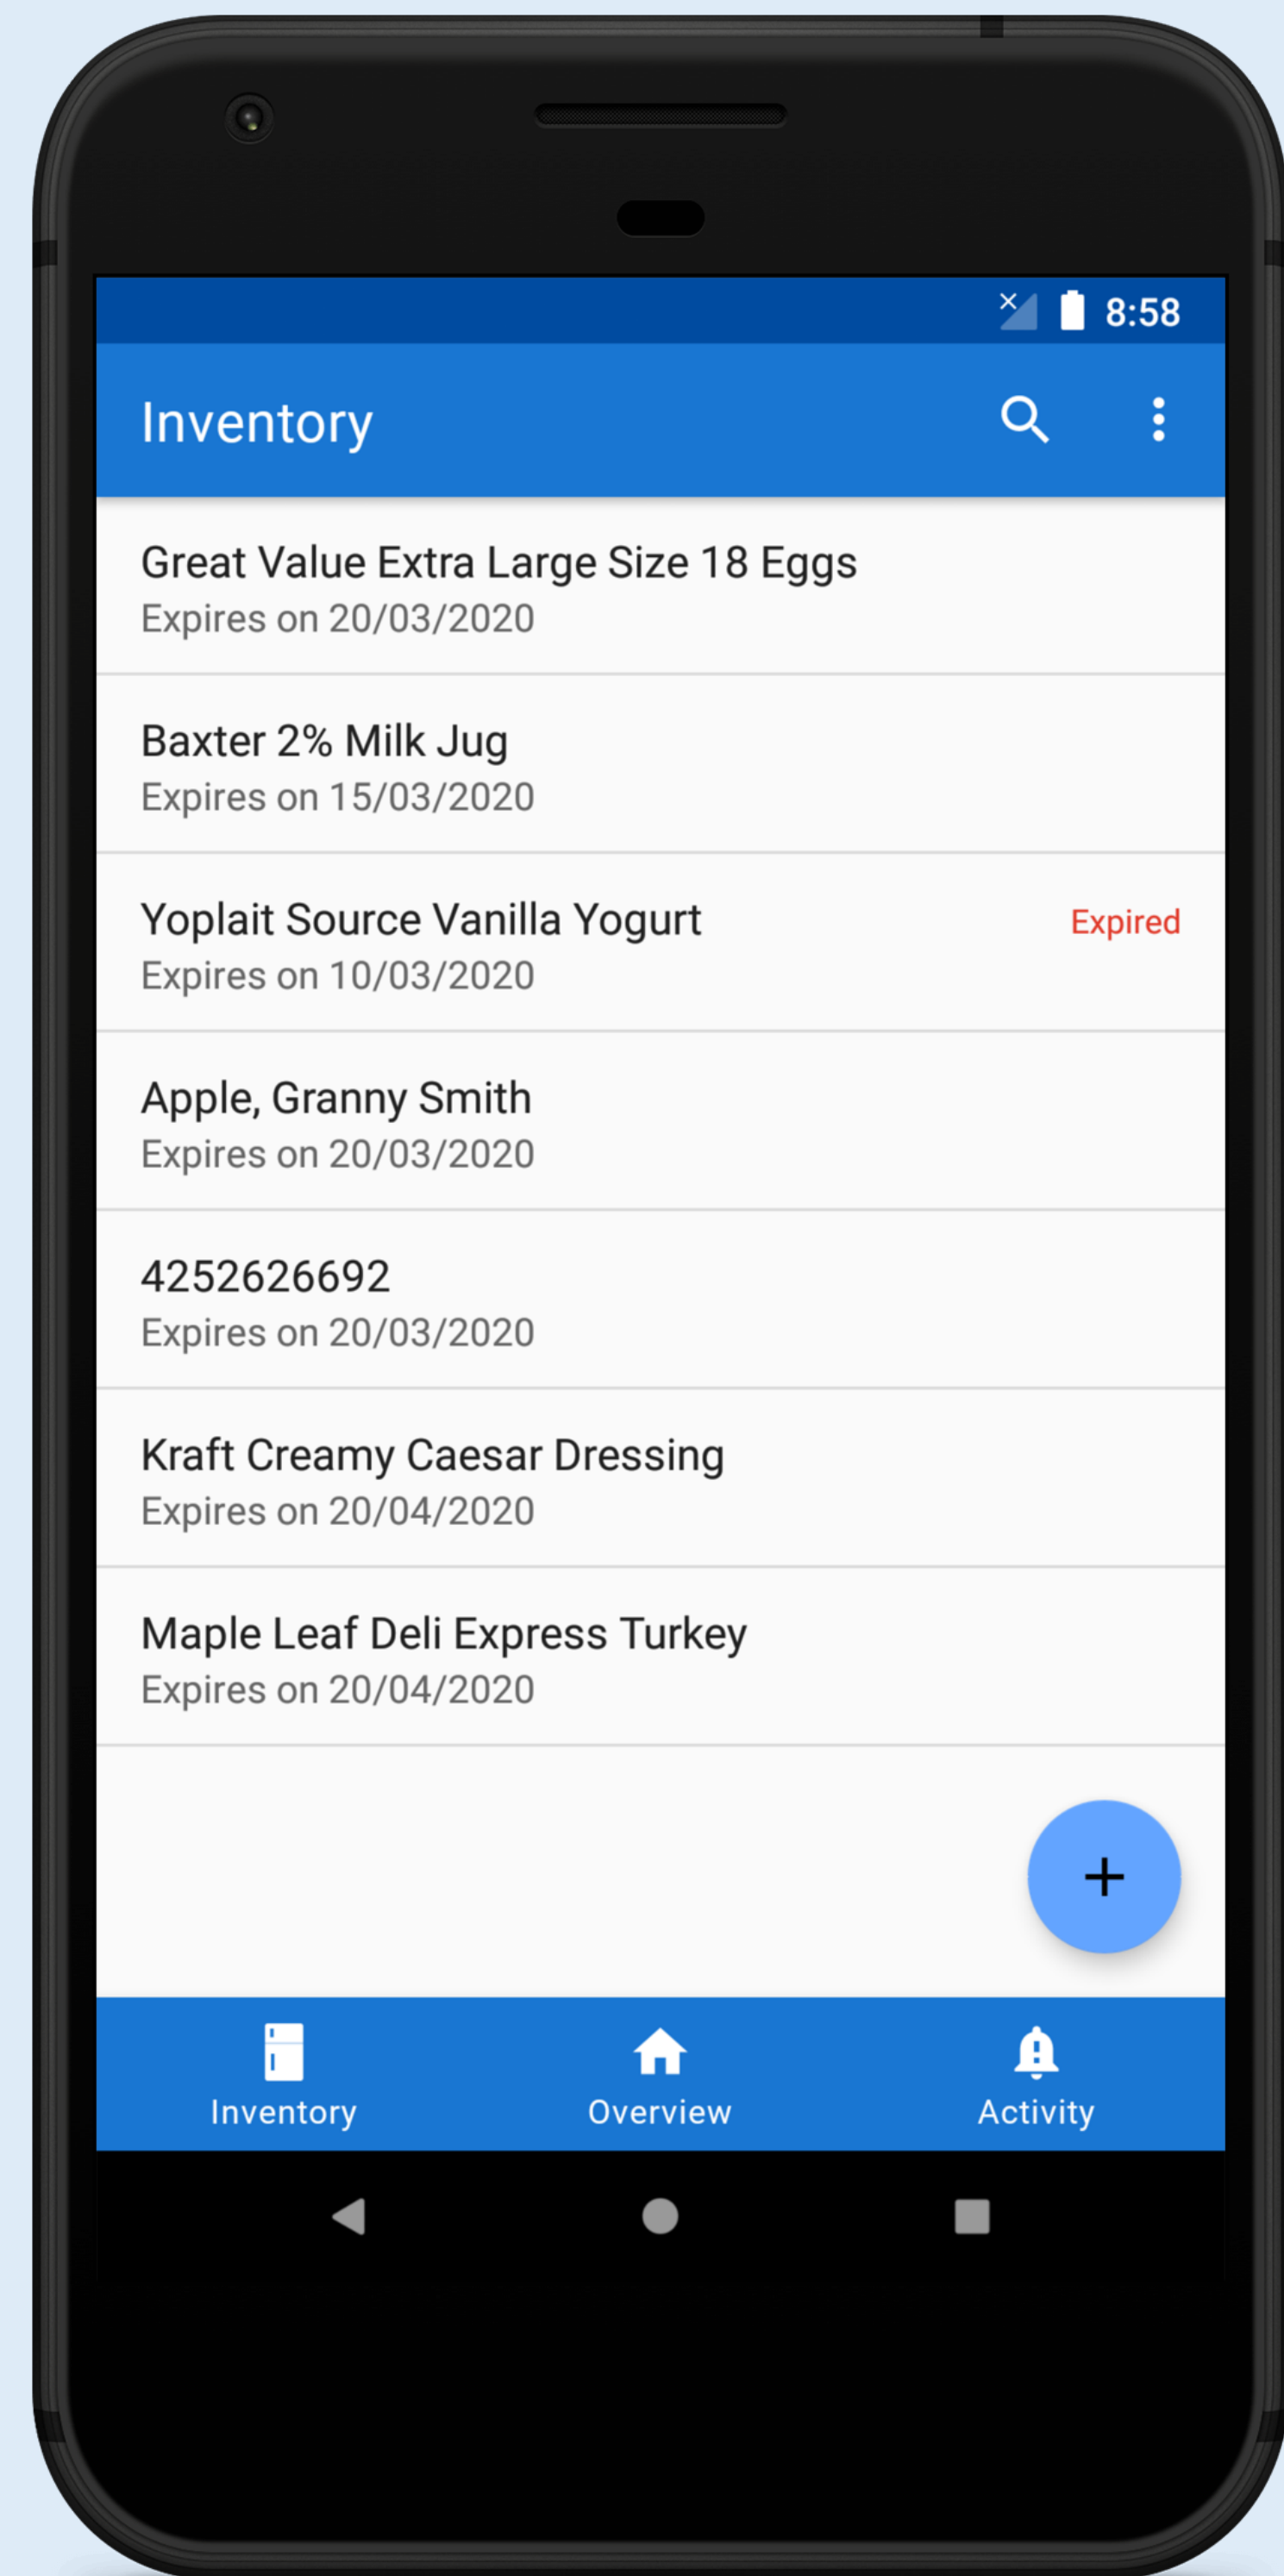 8:58
Inventory
Great Value Extra Large Size 18 Eggs
Expires on 20/03/2020
Baxter 2% Milk Jug
Expires on 15/03/2020
Yoplait Source Vanilla Yogurt
Expired
Expires on 10/03/2020
Apple, Granny Smith
Expires on 20/03/2020
4252626692
Expires on 20/03/2020
Kraft Creamy Caesar Dressing
Expires on 20/04/2020
Maple Leaf Deli Express Turkey
Expires on 20/04/2020
+
Inventory
Overview
Activity